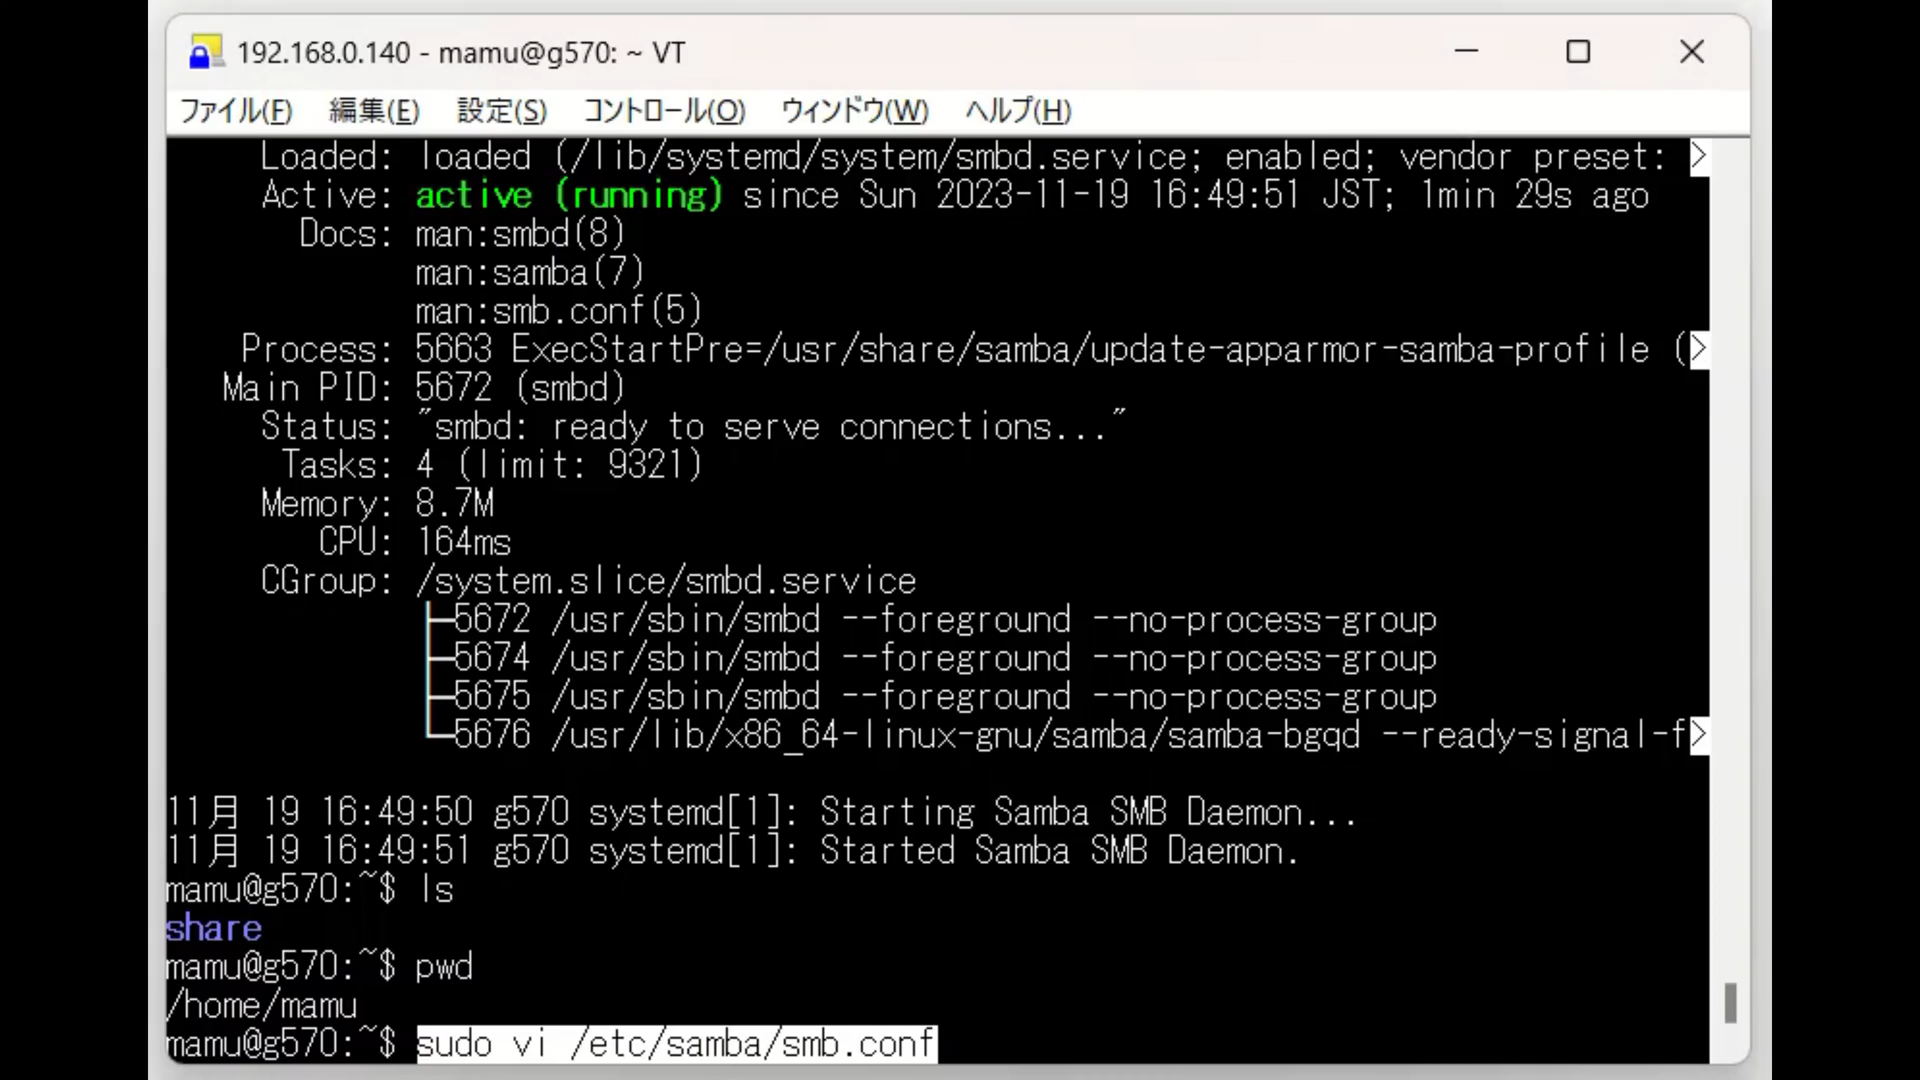 192.168.0.140 - mamu@g570: ~ VT
ファイル(F) 編集(E) 設定(S) コントロール(O) ウィンドウ(W) ヘルプ(H)
Loaded: loaded (/lib/systemd/system/smbd.service; enabled; vendor preset: >
Active: active (running) since Sun 2023-11-19 16:49:51 JST; 1min 29s ago
Docs: man:smbd(8)
man:samba(7)
man:smb.conf(5)
Process: 5663 ExecStartPre=/usr/share/samba/update-apparmor-samba-profile (>
Main PID: 5672 (smbd)
Status: "smbd: ready to serve connections..."
Tasks: 4 (limit: 9321)
Memory: 8.7M
CPU: 164ms
CGroup: /system.slice/smbd.service
├─5672 /usr/sbin/smbd --foreground --no-process-group
├─5674 /usr/sbin/smbd --foreground --no-process-group
├─5675 /usr/sbin/smbd --foreground --no-process-group
└─5676 /usr/lib/x86_64-linux-gnu/samba/samba-bgqd --ready-signal-f>
11月 19 16:49:50 g570 systemd[1]: Starting Samba SMB Daemon...
11月 19 16:49:51 g570 systemd[1]: Started Samba SMB Daemon.
mamu@g570:~$ ls
share
mamu@g570:~$ pwd
/home/mamu
mamu@g570:~$ sudo vi /etc/samba/smb.conf